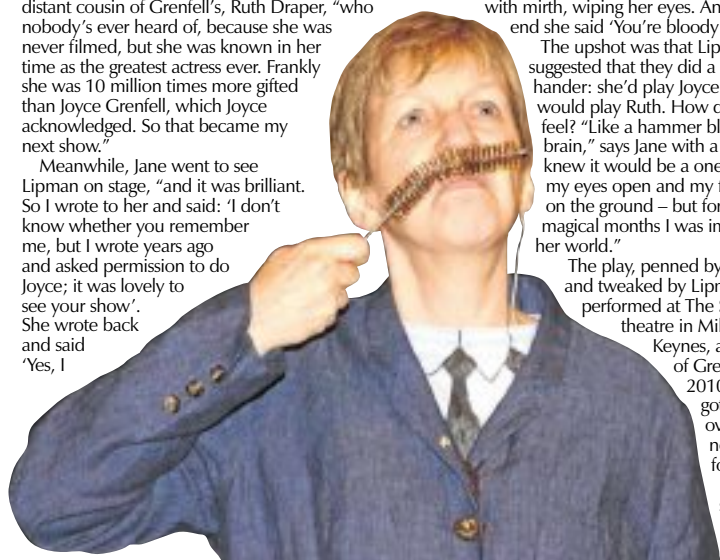 distant cousin of Grenfell's, Ruth Draper, “who
nobody's ever heard of, because she was
never filmed, but she was known in her
time as the greatest actress ever. Frankly
she was 10 million times more gifted
than Joyce Grenfell, which Joyce
acknowledged. So that became my
next show.”
Meanwhile, Jane went to see
Lipman on stage, “and it was brilliant.
So I wrote to her and said: ‘I don't
know whether you remember
me, but I wrote years ago
and asked permission to do
Joyce; it was lovely to
see your show’.
She wrote back
and said
‘Yes, I
with mirth, wiping her eyes. An
end she said ‘You're bloody
The upshot was that Lip
suggested that they did a
hander: she'd play Joyce
would play Ruth. How d
feel? “Like a hammer bl
brain,” says Jane with a
knew it would be a one
my eyes open and my f
on the ground – but for
magical months I was in
her world.”
The play, penned by
and tweaked by Lipm
performed at The S
theatre in Mil
Keynes, a
of Gre
2010
go
ov
n
fo